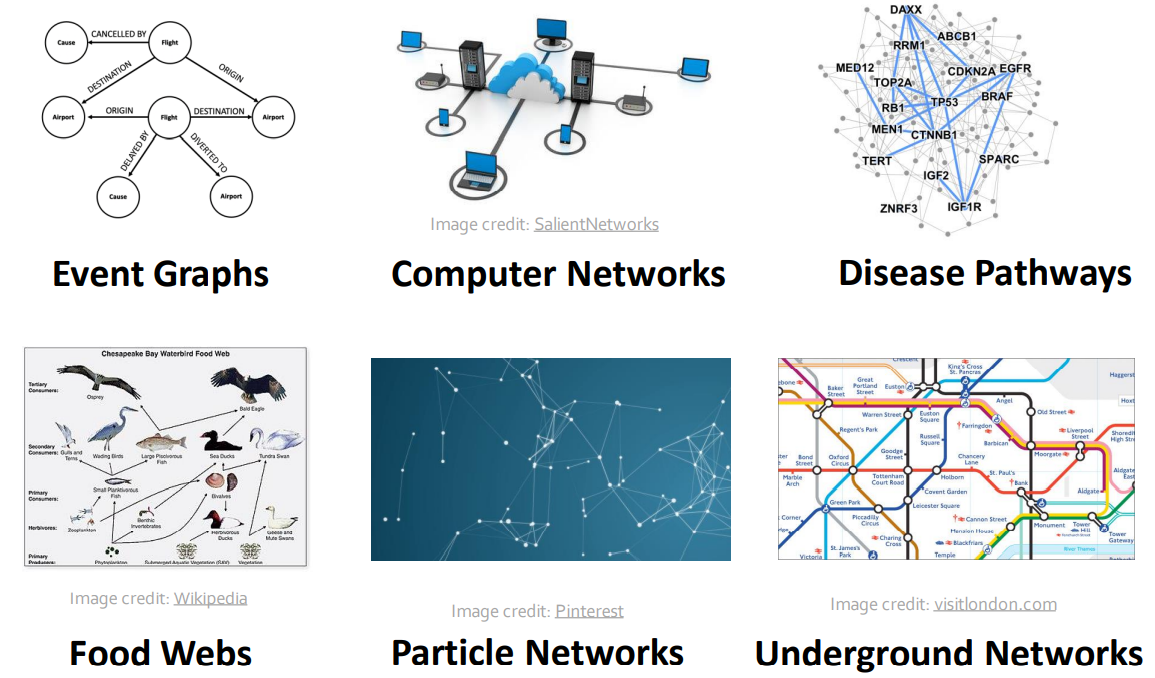 Cause
CANCELLED BY
Flight
DESTINATION
ORIGIN
Airport
ORIGIN
Flight
DESTINATION
Airport
DELAYED BY
DIVERTED TO
Cause
Airport
Event Graphs
Image credit: SalientNetworks
Computer Networks
DAXX
ABCB1
RRM1
MED12
CDKN2A
EGFR
TOP2A
BRAF
RB1
TP53
MEN1
CTNNB1
TERT
SPARC
IGF2
ZNRF3
IGF1R
Disease Pathways
Chesapeake Bay Waterbird Food Web
Tertiary
Consumers:
Osprey
Bald Eagle
Secondary
Consumers:
Gulls and
Terns
Wading Birds
Large Piscivorous
Fish
Sea Ducks
Tundra Swan
Primary
Consumers:
Small Planktivorous
Fish
Bivalves
Herbivores:
Zooplankton
Benthic
Invertebrates
Herbivorous
Ducks
Geese and
Mute Swans
Primary
Producers:
Phytoplankton
Submerged Aquatic Vegetation (SAV)
Vegetation
Image credit: Wikipedia
Food Webs
Image credit: Pinterest
Particle Networks
Crescent
King's Cross
St. Pancras
Haggerst
Baker
Street
Great
Portland
Street
Euston
Angel
Warren Street
Euston
Square
Old Street
Regent's Park
Farringdon
Russell
Square
Barbican
Liverpool
Street
Moorgate
Shoredi
High Stre
Bond
Street
Oxford
Circus
Goodge
Street
Chancery
Lane
St. Paul's
Aldgate
East
Marble
Arch
Tottenham
Court Road
Holborn
Bank
Aldgate
Covent Garden
Green Park
Leicester Square
Corner
Piccadilly
Circus
Cannon Street
Mansion House
Monument
Tower
Hill
Tower
Gateway
Charing
Cross
Blackfriars
Temple
River Thames
Victoria
St. James's
Park
Image credit: visitlondon.com
Underground Networks